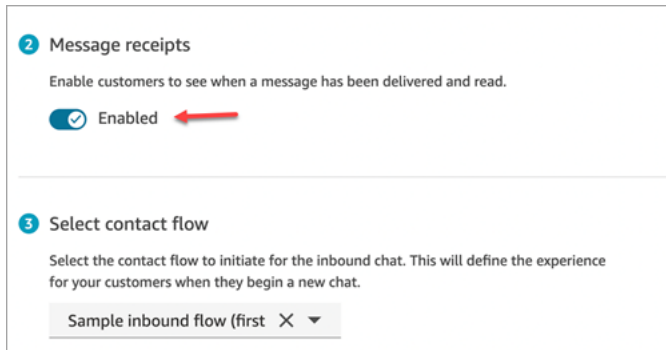 2 Message receipts
Enable customers to see when a message has been delivered and read.
Enabled
3 Select contact flow
Select the contact flow to initiate for the inbound chat. This will define the experience
for your customers when they begin a new chat.
Sample inbound flow (first